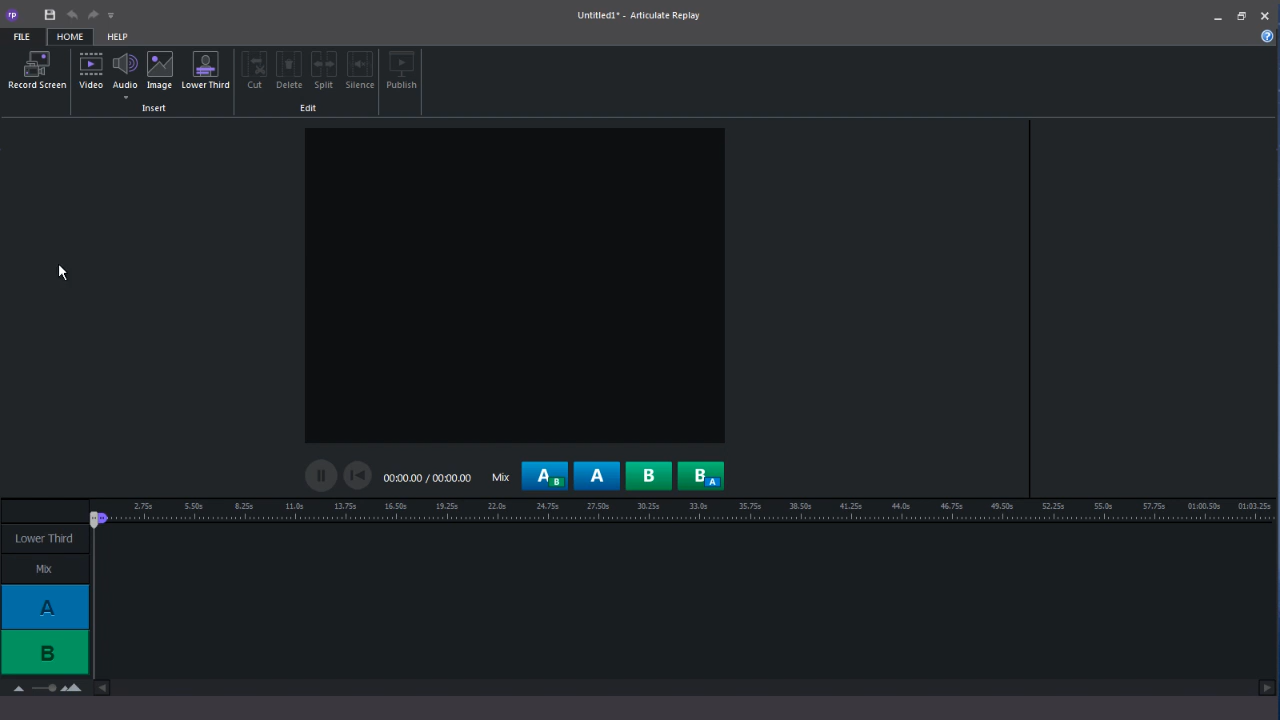 rp
Untitled1* - Articulate Replay
FILE HOME HELP
?
Record Screen Video Audio Image Lower Third Cut Delete Split Silence Publish
Insert Edit
00:00.00 / 00:00.00 Mix A B A B B A
2.75s 5.50s 8.25s 11.0s 13.75s 16.50s 19.25s 22.0s 24.75s 27.50s 30.25s 33.0s 35.75s 38.50s 41.25s 44.0s 46.75s 49.50s 52.25s 55.0s 57.75s 01:00.50s 01:03.25s
Lower Third
Mix
A
B